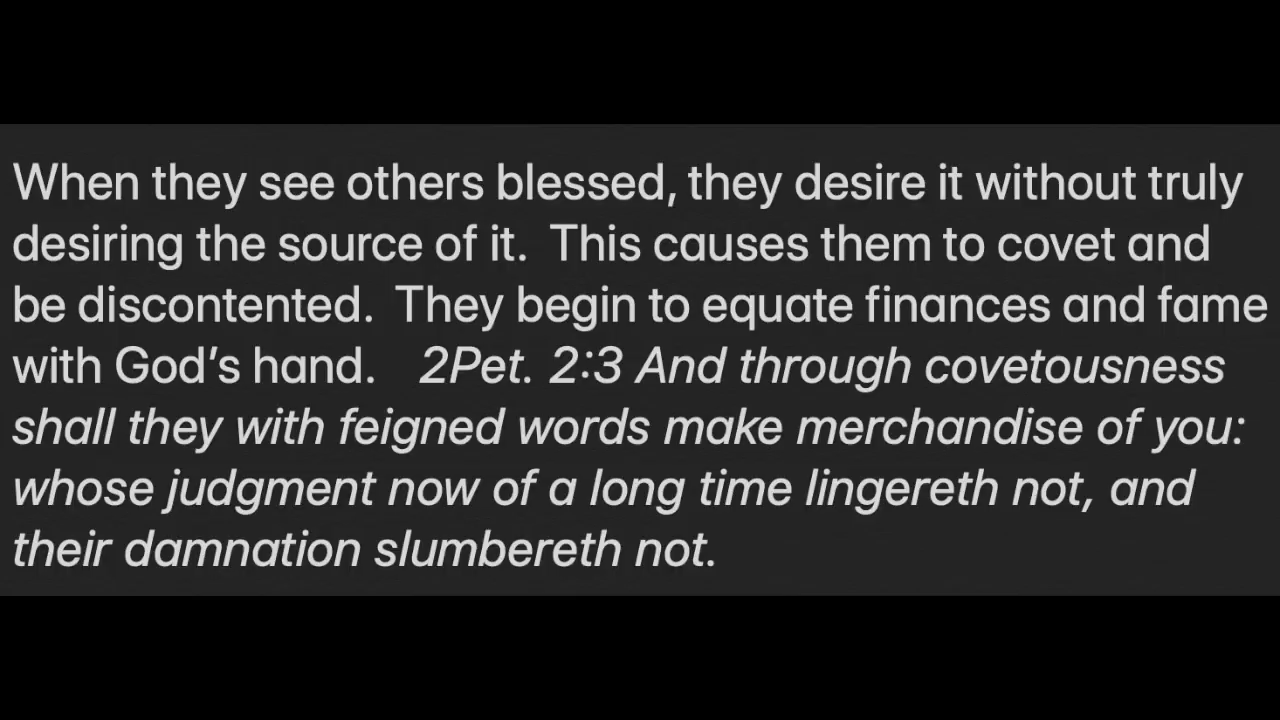 When they see others blessed, they desire it without truly
desiring the source of it.  This causes them to covet and
be discontented.  They begin to equate finances and fame
with God’s hand.   2Pet. 2:3 And through covetousness
shall they with feigned words make merchandise of you:
whose judgment now of a long time lingereth not, and
their damnation slumbereth not.